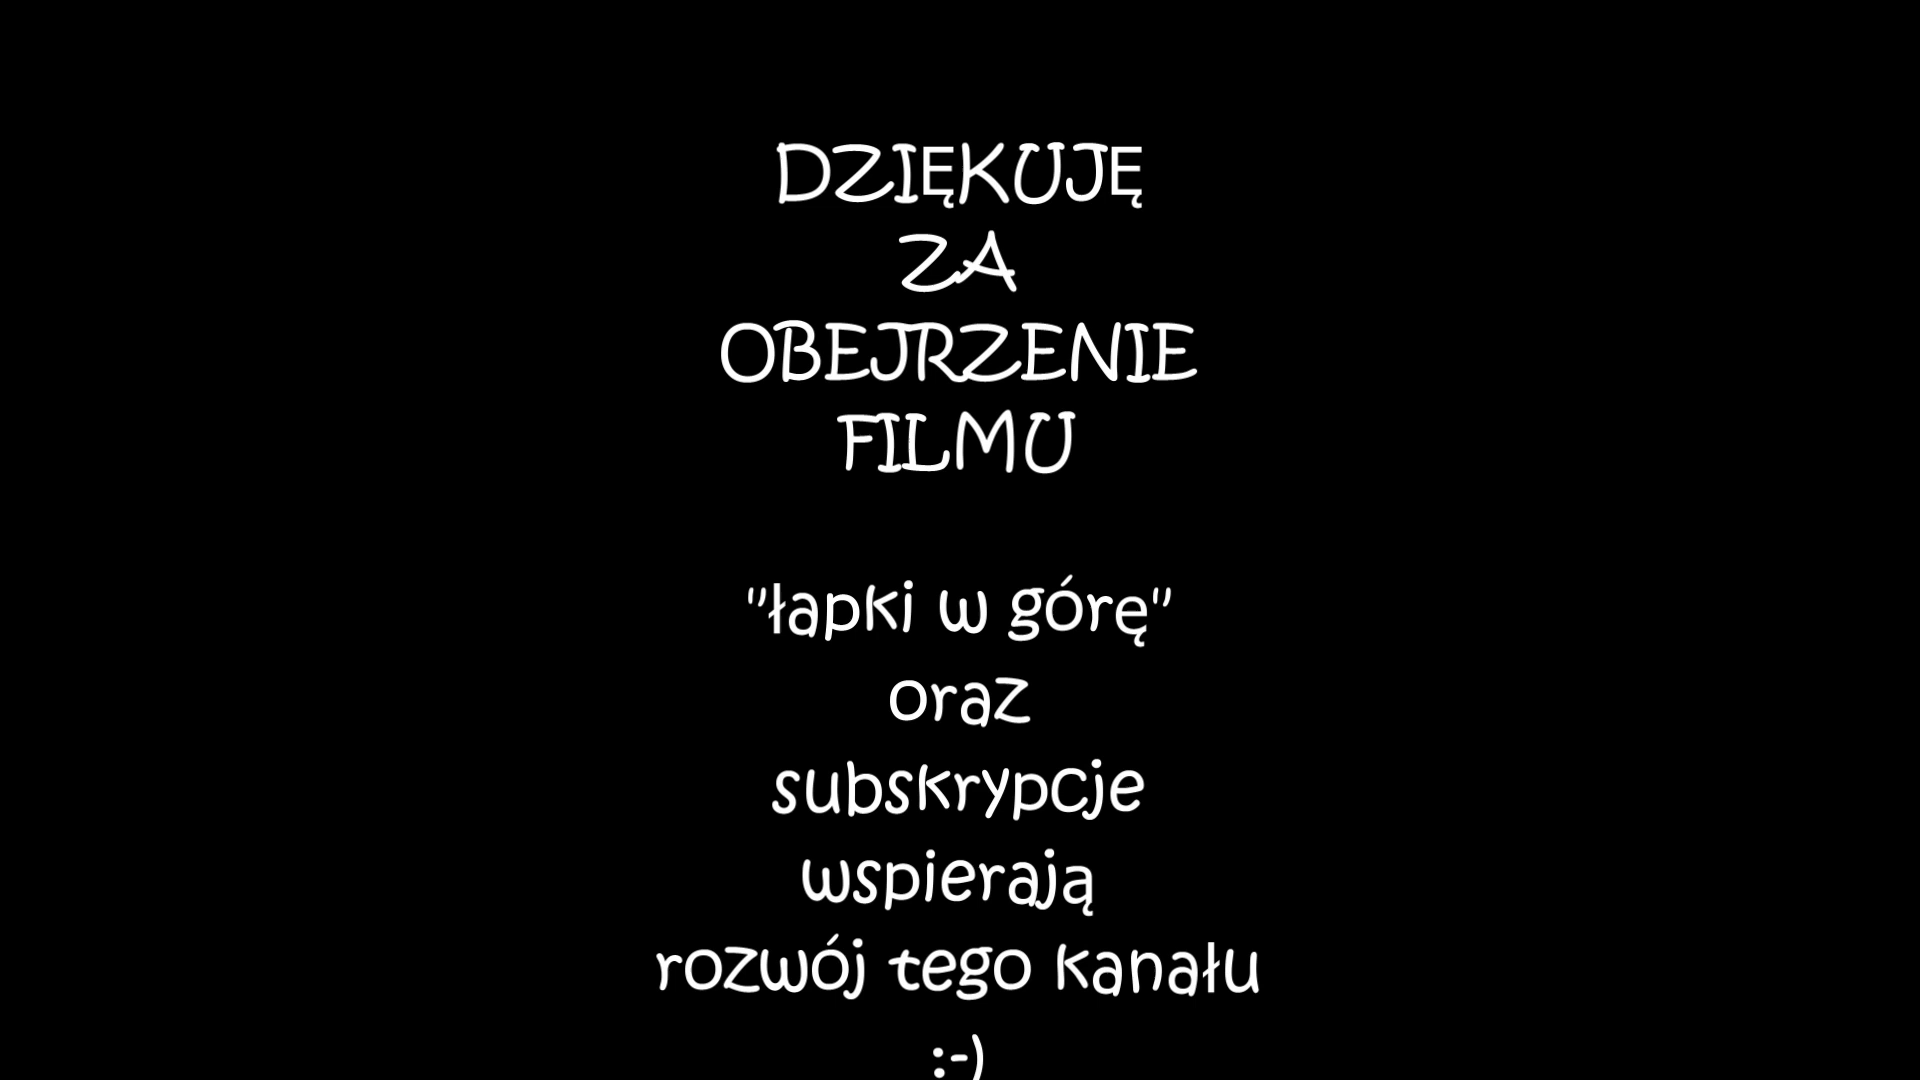 DZIĘKUJĘ
ZA
OBEJRZENIE
FILMU
"łapki w górę"
oraz
subskrypcje
wspierają
rozwój tego kanału
:-)